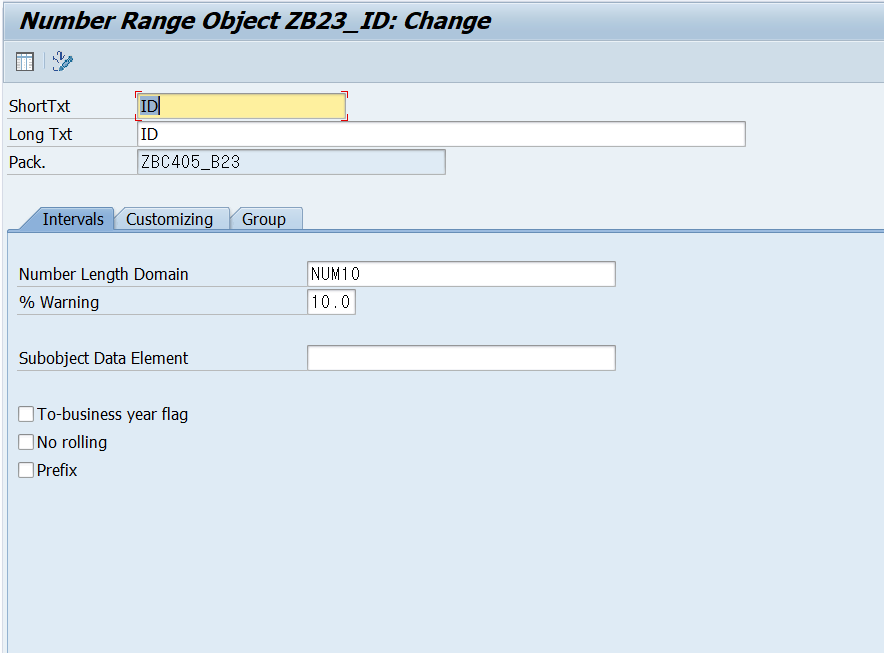 Number Range Object ZB23_ID: Change
ShortTxt ID
Long Txt ID
Pack. ZBC405_B23
Intervals Customizing Group
Number Length Domain NUM10
% Warning 10.0
Subobject Data Element
To-business year flag
No rolling
Prefix